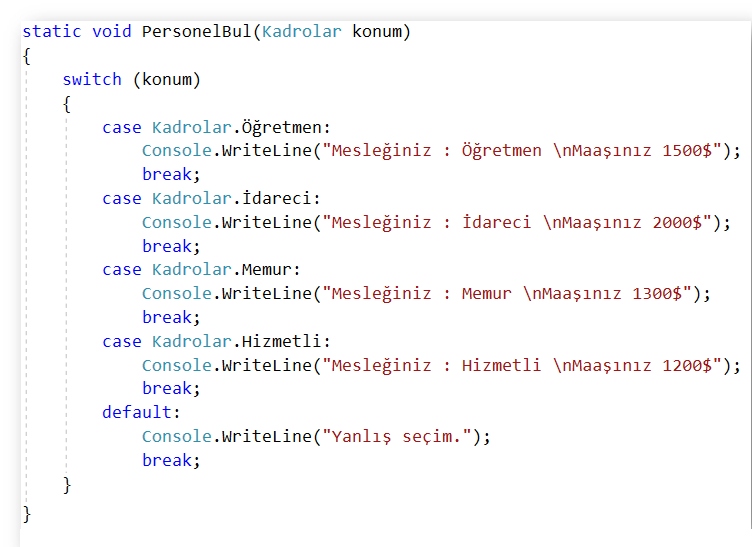 static void PersonelBul(Kadrolar konum)
{
switch (konum)
{
case Kadrolar.Öğretmen:
Console.WriteLine("Mesleğiniz : Öğretmen \nMaaşınız 1500$");
break;
case Kadrolar.İdareci:
Console.WriteLine("Mesleğiniz : İdareci \nMaaşınız 2000$");
break;
case Kadrolar.Memur:
Console.WriteLine("Mesleğiniz : Memur \nMaaşınız 1300$");
break;
case Kadrolar.Hizmetli:
Console.WriteLine("Mesleğiniz : Hizmetli \nMaaşınız 1200$");
break;
default:
Console.WriteLine("Yanlış seçim.");
break;
}
}